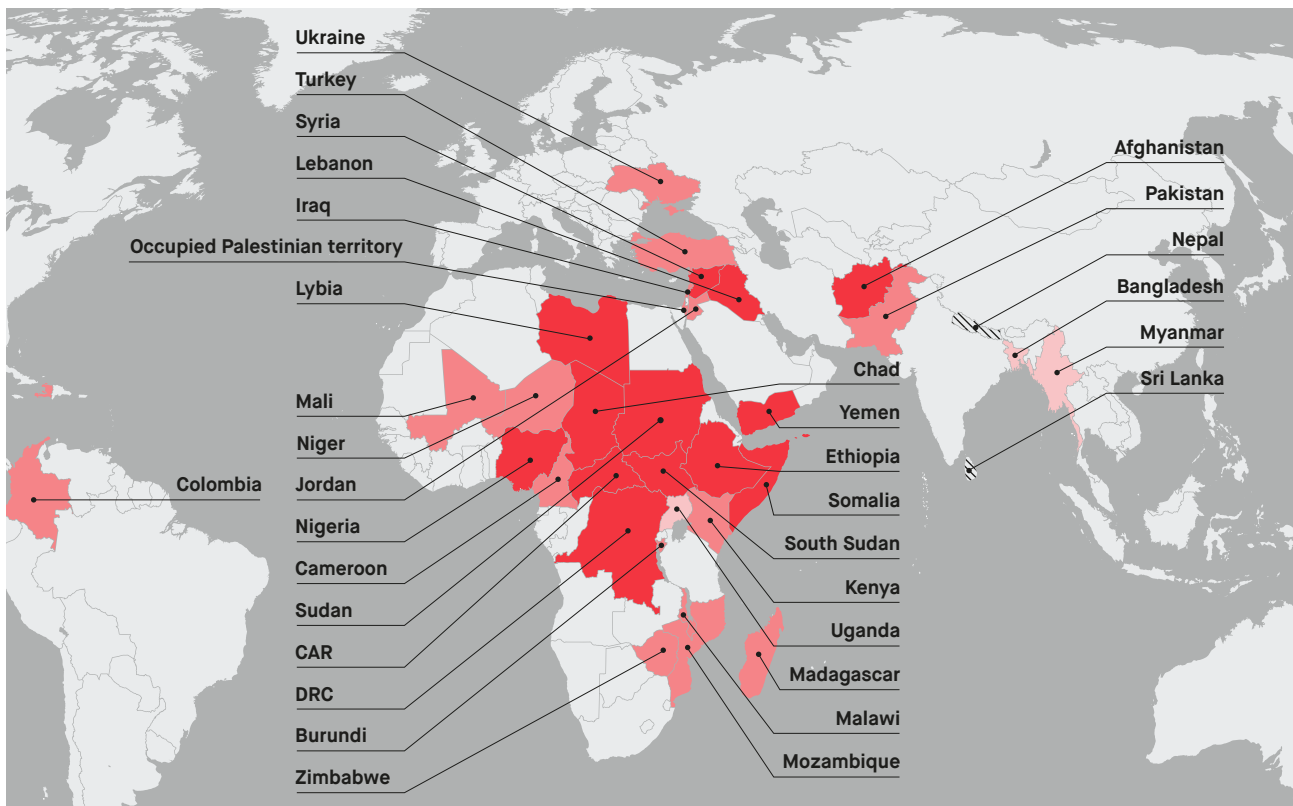 Ukraine
Turkey
Syria
Lebanon
Iraq
Occupied Palestinian territory
Lybia
Mali
Niger
Jordan
Colombia
Nigeria
Cameroon
Sudan
CAR
DRC
Burundi
Zimbabwe
Afghanistan
Pakistan
Nepal
Bangladesh
Myanmar
Sri Lanka
Chad
Yemen
Ethiopia
Somalia
South Sudan
Kenya
Uganda
Madagascar
Malawi
Mozambique